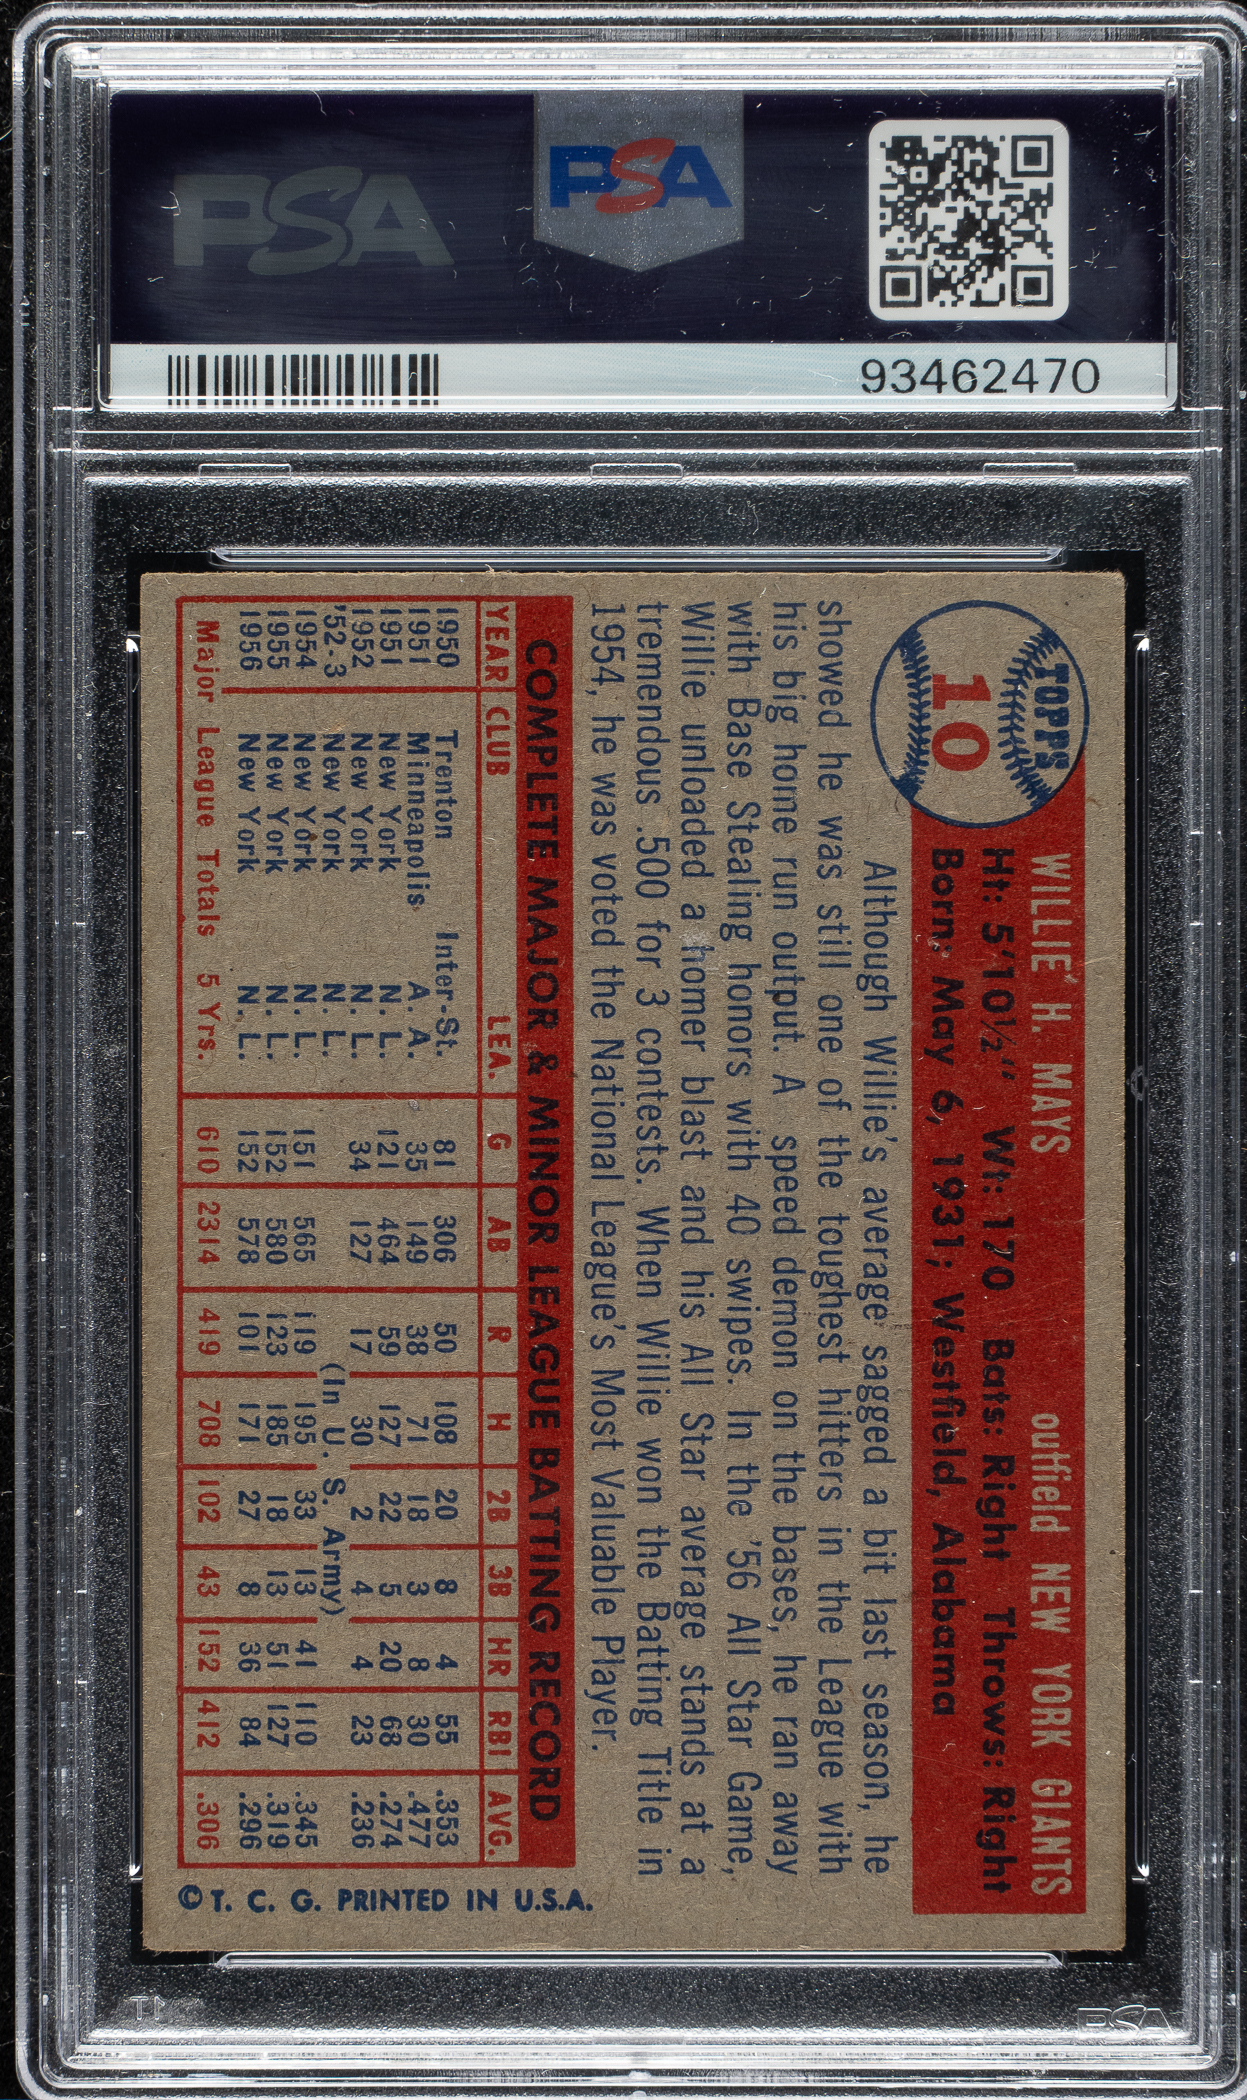 PSA
PSA
93462470
TOPPS
10
WILLIE H. MAYS outfield NEW YORK GIANTS
Ht: 5'10½" Wt: 170 Bats: Right Throws: Right
Born: May 6, 1931; Westfield, Alabama
Although Willie's average sagged a bit last season, he
showed he was still one of the toughest hitters in the League with
his big home run output. A speed demon on the bases, he ran away
with Base Stealing honors with 40 swipes. In the '56 All Star Game,
Willie unloaded a homer blast and his All Star average stands at a
tremendous .500 for 3 contests. When Willie won the Batting Title in
1954, he was voted the National League's Most Valuable Player.
COMPLETE MAJOR & MINOR LEAGUE BATTING RECORD
YEAR CLUB LEA. G AB R H 2B 3B HR RBI AVG.
1950 Trenton Inter-St. 81 306 50 108 20 8 4 55 .353
1951 Minneapolis A. A. 35 149 38 71 18 3 8 30 .477
1951 New York N. L. 121 464 59 127 22 5 20 68 .274
1952 New York N. L. 34 127 17 30 2 4 4 23 .236
'52-3 New York N. L. (In U. S. Army)
1954 New York N. L. 151 565 119 195 33 13 41 110 .345
1955 New York N. L. 152 580 123 185 18 13 51 127 .319
1956 New York N. L. 152 578 101 171 27 8 36 84 .296
Major League Totals 5 Yrs. 610 2314 419 708 102 43 152 412 .306
© T. C. G. PRINTED IN U.S.A.
PSA